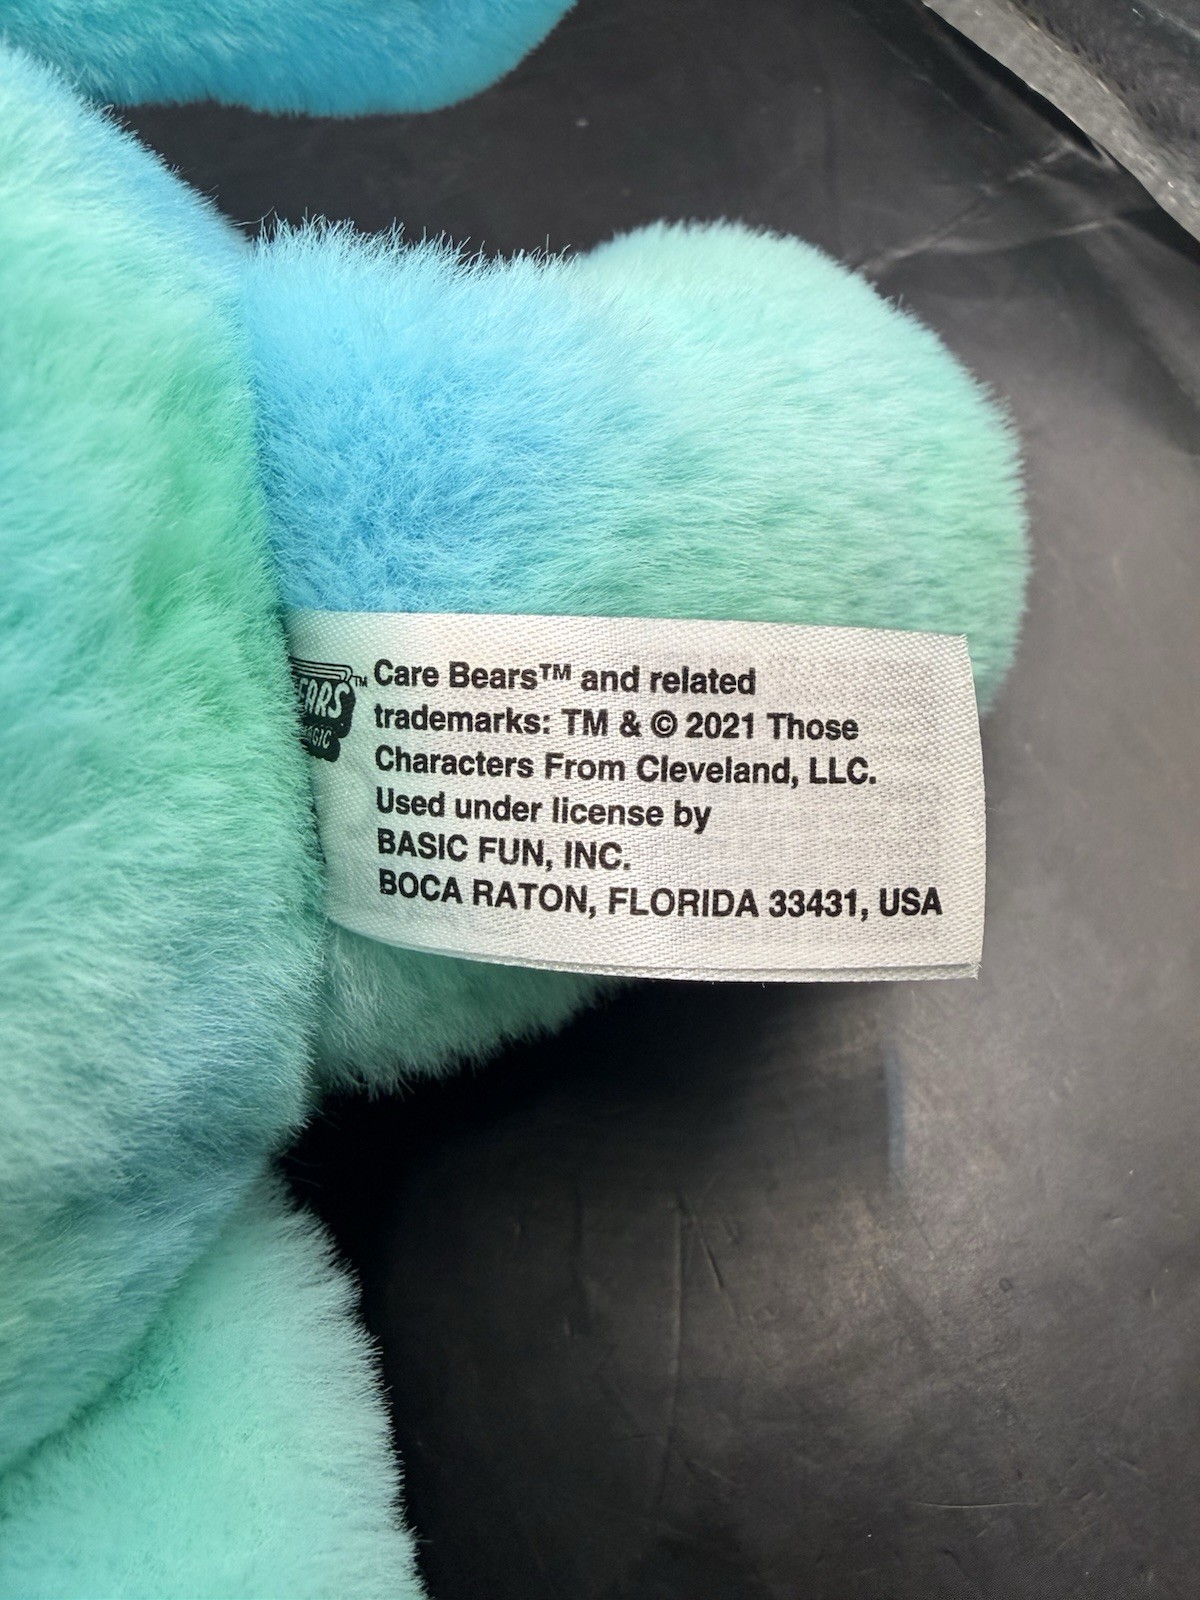 EARS™
Care Bears™ and related
trademarks: TM & © 2021 Those
Characters From Cleveland, LLC.
Used under license by
BASIC FUN, INC.
BOCA RATON, FLORIDA 33431, USA